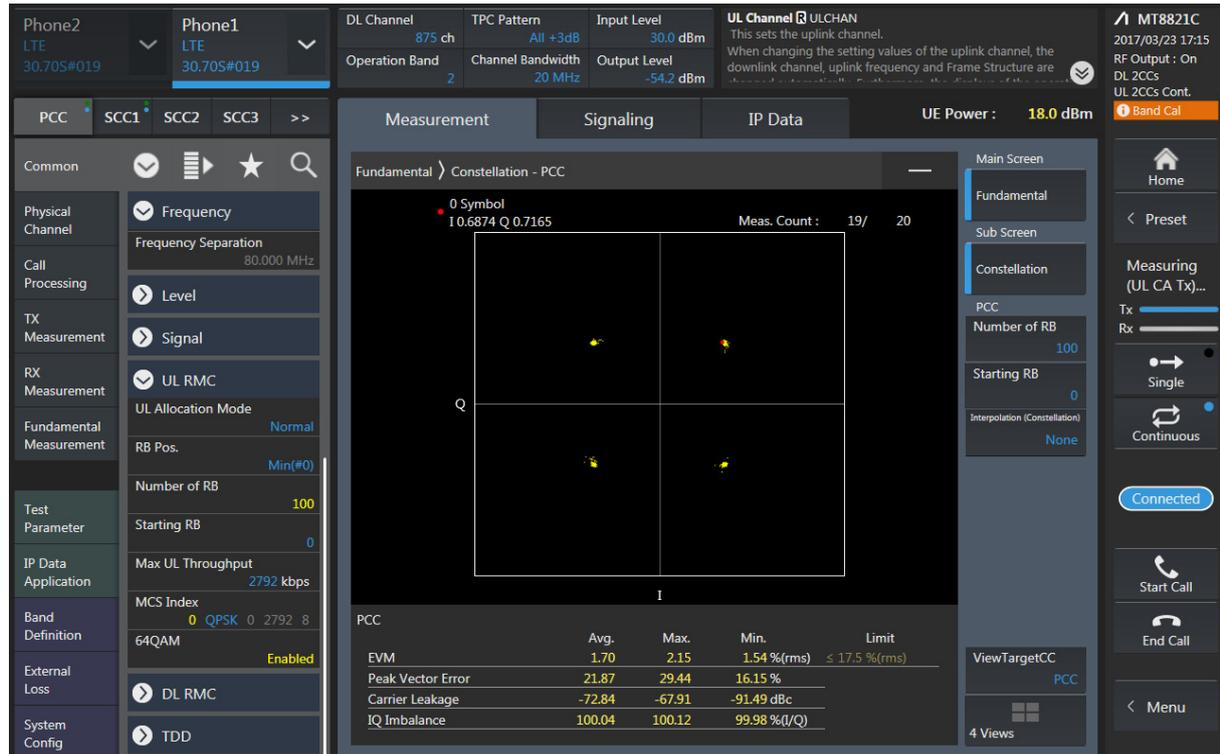 Phone2
LTE
30.70S#019
Phone1
LTE
30.70S#019
DL Channel
875 ch
TPC Pattern
All +3dB
Input Level
30.0 dBm
Operation Band
2
Channel Bandwidth
20 MHz
Output Level
-54.2 dBm
UL Channel R ULCHAN
This sets the uplink channel.
When changing the setting values of the uplink channel, the
downlink channel, uplink frequency and Frame Structure are
MT8821C
2017/03/23 17:15
RF Output : On
DL 2CCs
UL 2CCs Cont.
Band Cal
PCC SCC1 SCC2 SCC3 >>
Measurement Signaling IP Data
UE Power : 18.0 dBm
Common
Physical
Channel
Call
Processing
TX
Measurement
RX
Measurement
Fundamental
Measurement
Test
Parameter
IP Data
Application
Band
Definition
External
Loss
System
Config
Frequency
Frequency Separation
80.000 MHz
Level
Signal
UL RMC
UL Allocation Mode
Normal
RB Pos.
Min(#0)
Number of RB
100
Starting RB
0
Max UL Throughput
2792 kbps
MCS Index
0 QPSK 0 2792 8
64QAM
Enabled
DL RMC
TDD
Fundamental 〉 Constellation - PCC
0 Symbol
I 0.6874 Q 0.7165
Meas. Count : 19/ 20
Q
I
PCC
Avg. Max. Min. Limit
EVM 1.70 2.15 1.54 %(rms) ≤ 17.5 %(rms)
Peak Vector Error 21.87 29.44 16.15 %
Carrier Leakage -72.84 -67.91 -91.49 dBc
IQ Imbalance 100.04 100.12 99.98 %(I/Q)
Main Screen
Fundamental
Sub Screen
Constellation
PCC
Number of RB
100
Starting RB
0
Interpolation (Constellation)
None
ViewTargetCC
PCC
4 Views
Home
< Preset
Measuring
(UL CA Tx)...
Tx
Rx
Single
Continuous
Connected
Start Call
End Call
< Menu